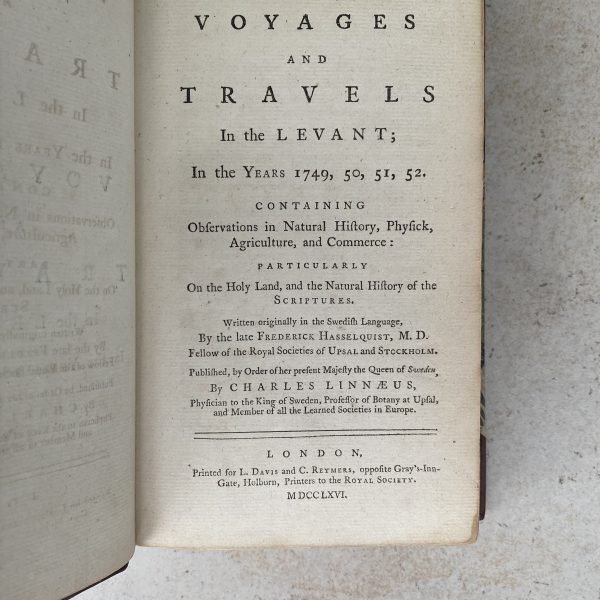 VOYAGES
AND
TRAVELS
In the LEVANT;
In the YEARS 1749, 50, 51, 52.
CONTAINING
Obſervations in Natural Hiſtory, Phyſick,
Agriculture, and Commerce:
PARTICULARLY
On the Holy Land, and the Natural Hiſtory of the
SCRIPTURES.
Written originally in the Swediſh Language,
By the late FREDERICK HASSELQUIST, M. D.
Fellow of the Royal Societies of UPSAL and STOCKHOLM.
Publiſhed, by Order of her preſent Majeſty the Queen of Sweden,
By CHARLES LINNÆUS,
Phyſician to the King of Sweden, Profeſſor of Botany at Upſal,
and Member of all the Learned Societies in Europe.
LONDON,
Printed for L. DAVIS and C. REYMERS, oppoſite Gray's-Inn-
Gate, Holburn, Printers to the ROYAL SOCIETY.
MDCCLXVI.